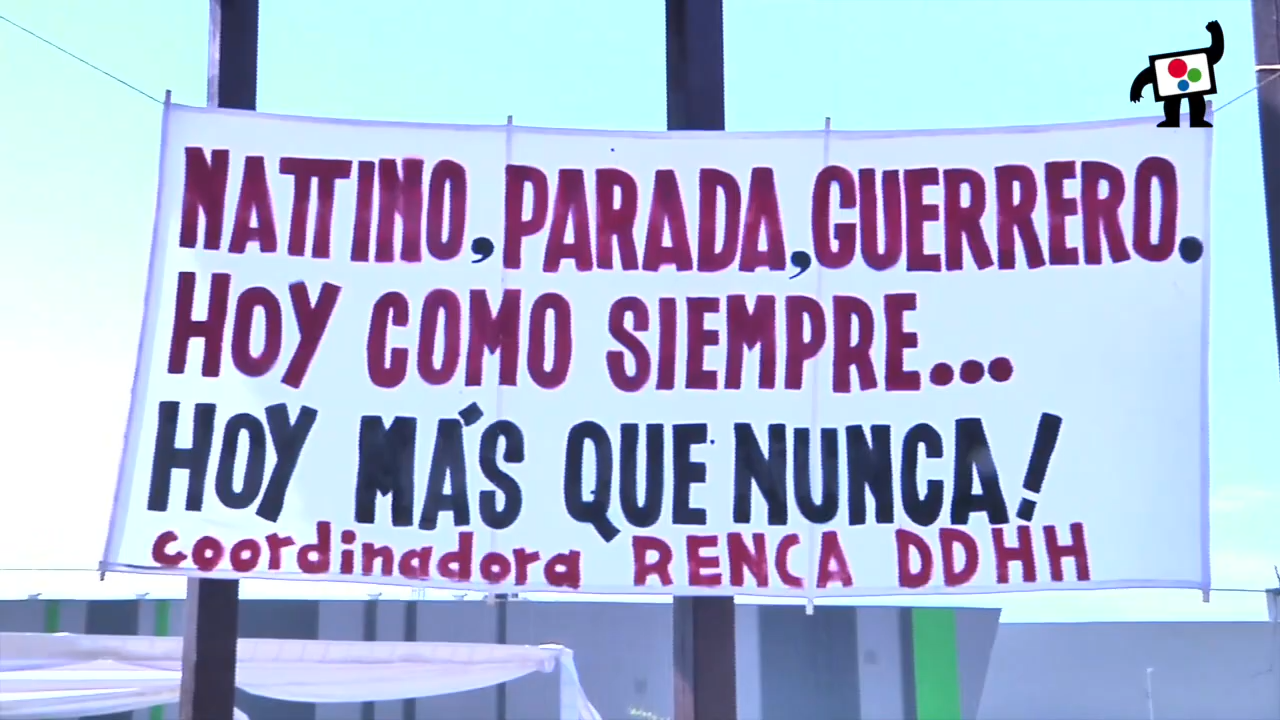 NATTINO, PARADA, GUERRERO.
HOY COMO SIEMPRE...
HOY MÁS QUE NUNCA!
coordinadora RENCA DDHH